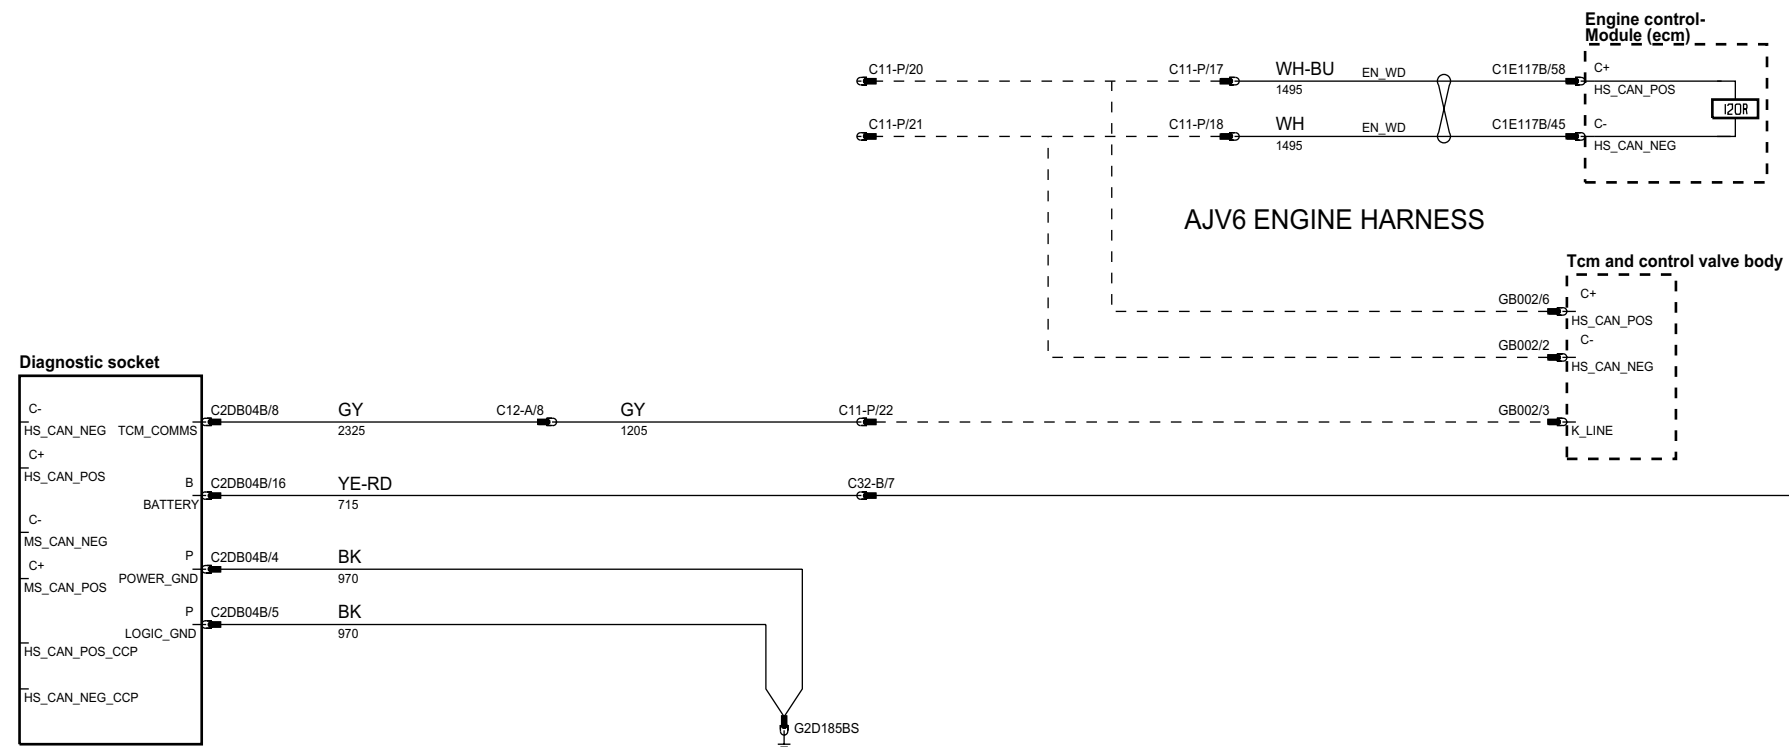 Engine control-
Module (ecm)
C11-P/20
C11-P/17
WH-BU
EN_WD
C1E117B/58
C+
1495
HS_CAN_POS
120R
C11-P/21
C11-P/18
WH
EN_WD
C1E117B/45
C-
1495
HS_CAN_NEG
AJV6 ENGINE HARNESS
Tcm and control valve body
GB002/6
C+
HS_CAN_POS
GB002/2
C-
HS_CAN_NEG
Diagnostic socket
C-
C2DB04B/8
GY
C12-A/8
GY
C11-P/22
GB002/3
HS_CAN_NEG
TCM_COMMS
2325
1205
K_LINE
C+
HS_CAN_POS
B
C2DB04B/16
YE-RD
C32-B/7
BATTERY
715
C-
MS_CAN_NEG
P
C2DB04B/4
BK
C+
POWER_GND
970
MS_CAN_POS
P
C2DB04B/5
BK
LOGIC_GND
970
HS_CAN_POS_CCP
HS_CAN_NEG_CCP
G2D185BS